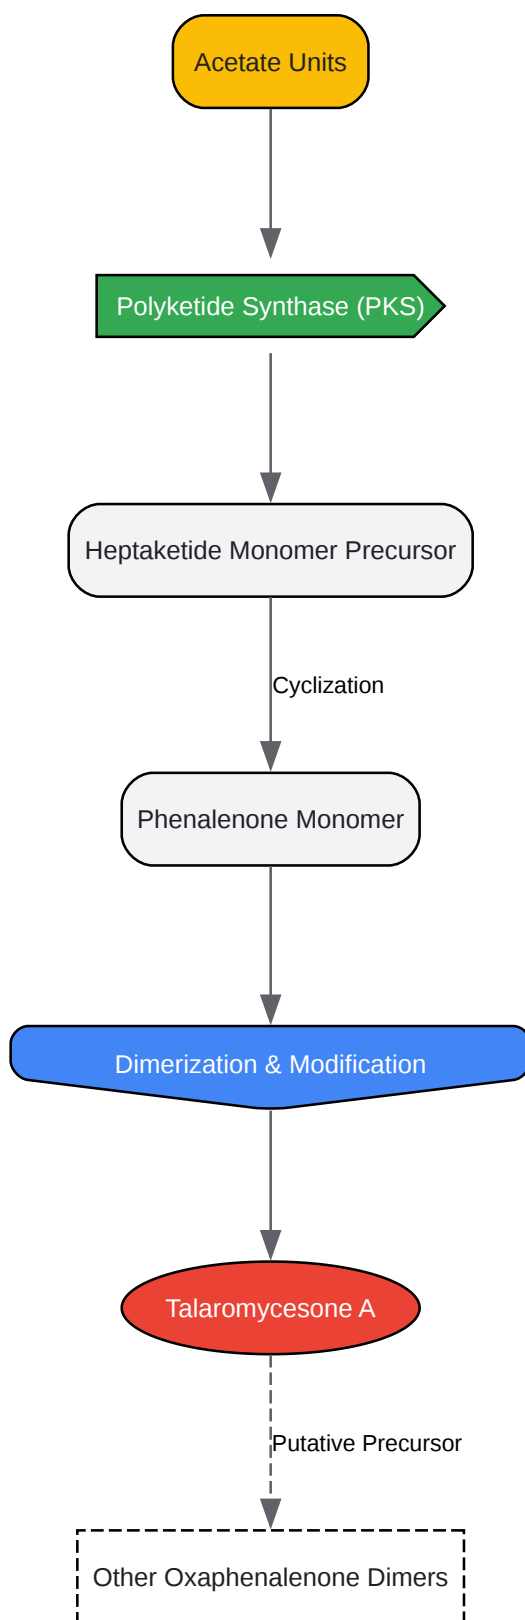 Acetate Units
Polyketide Synthase (PKS)
Heptaketide Monomer Precursor
Cyclization
Phenalenone Monomer
Dimerization & Modification
Talaromycesone A
Putative Precursor
Other Oxaphenalenone Dimers